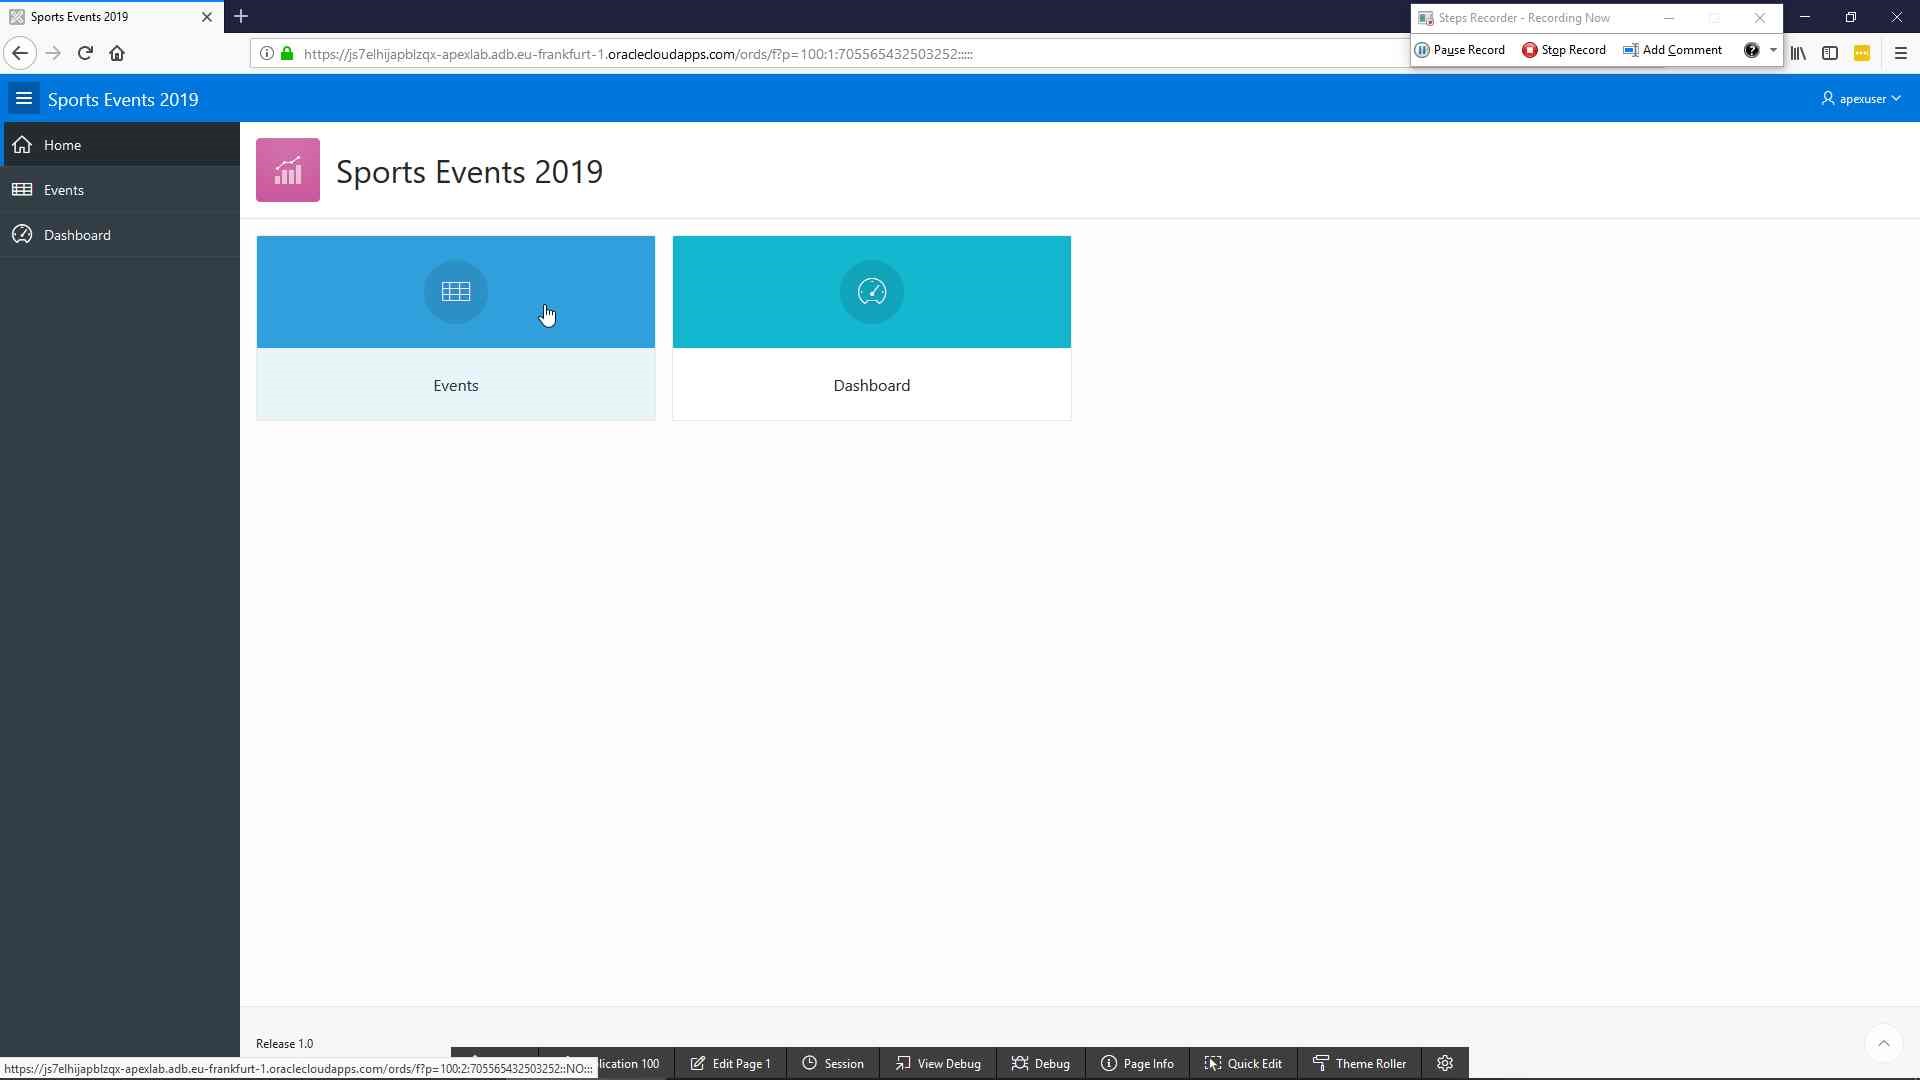 Sports Events 2019
Steps Recorder - Recording Now
https://js7elhijapblzqx-apexlab.adb.eu-frankfurt-1.oraclecloudapps.com/ords/f?p=100:1:705565432503252:::::
Pause Record
Stop Record
Add Comment
Sports Events 2019
apexuser
Home
Events
Dashboard
Sports Events 2019
Events
Dashboard
Release 1.0
lication 100
Edit Page 1
Session
View Debug
Debug
Page Info
Quick Edit
Theme Roller
https://js7elhijapblzqx-apexlab.adb.eu-frankfurt-1.oraclecloudapps.com/ords/f?p=100:2:705565432503252::NO:::